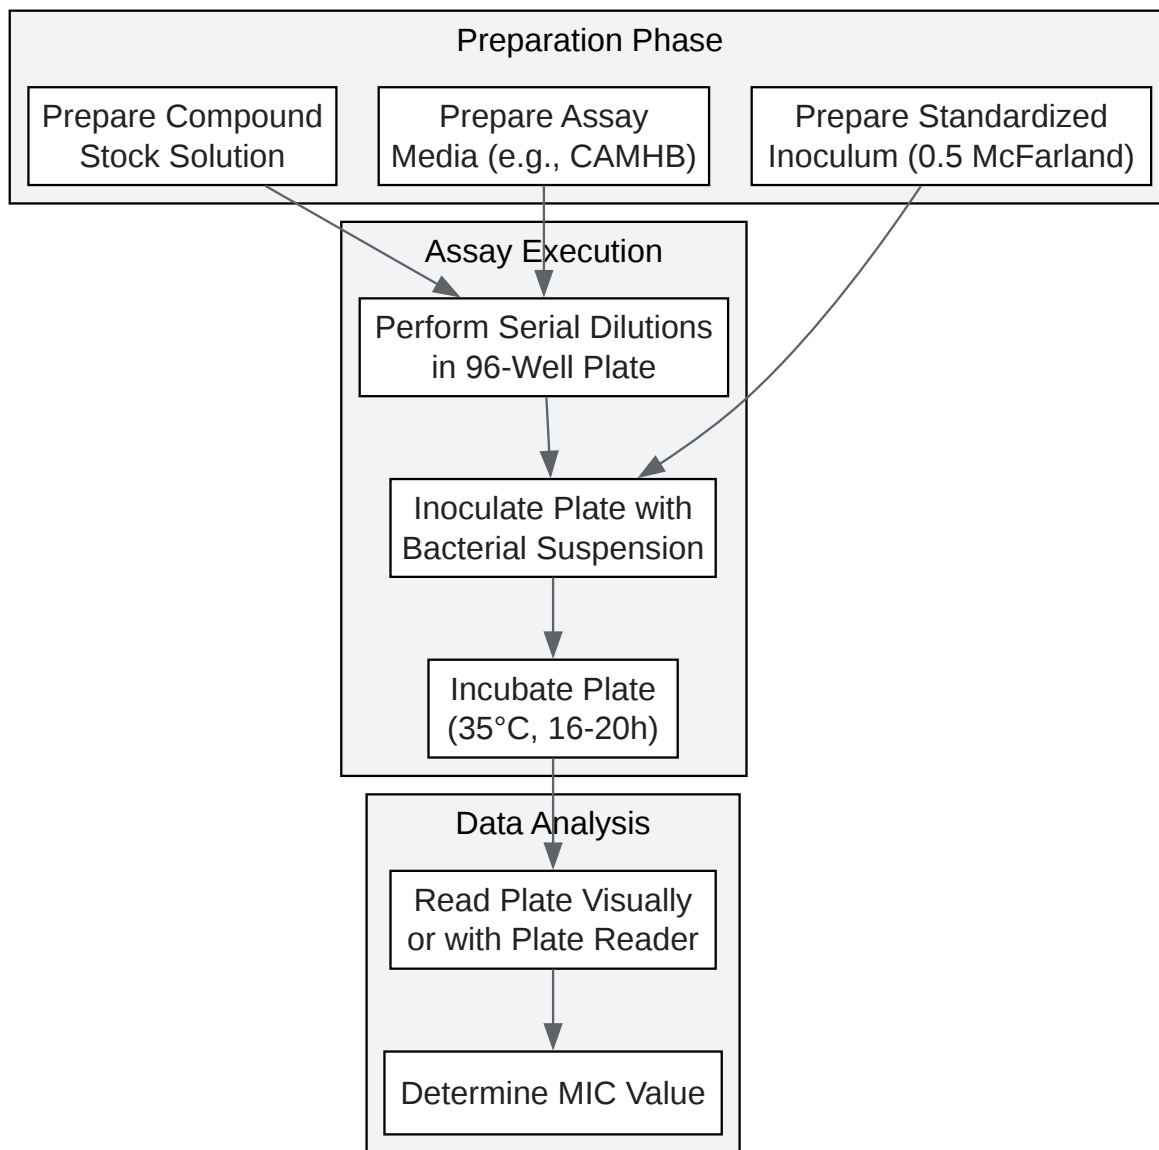 Preparation Phase
Prepare Compound
Stock Solution
Prepare Assay
Media (e.g., CAMHB)
Prepare Standardized
Inoculum (0.5 McFarland)
Assay Execution
Perform Serial Dilutions
in 96-Well Plate
Inoculate Plate with
Bacterial Suspension
Incubate Plate
(35°C, 16-20h)
Data Analysis
Read Plate Visually
or with Plate Reader
Determine MIC Value